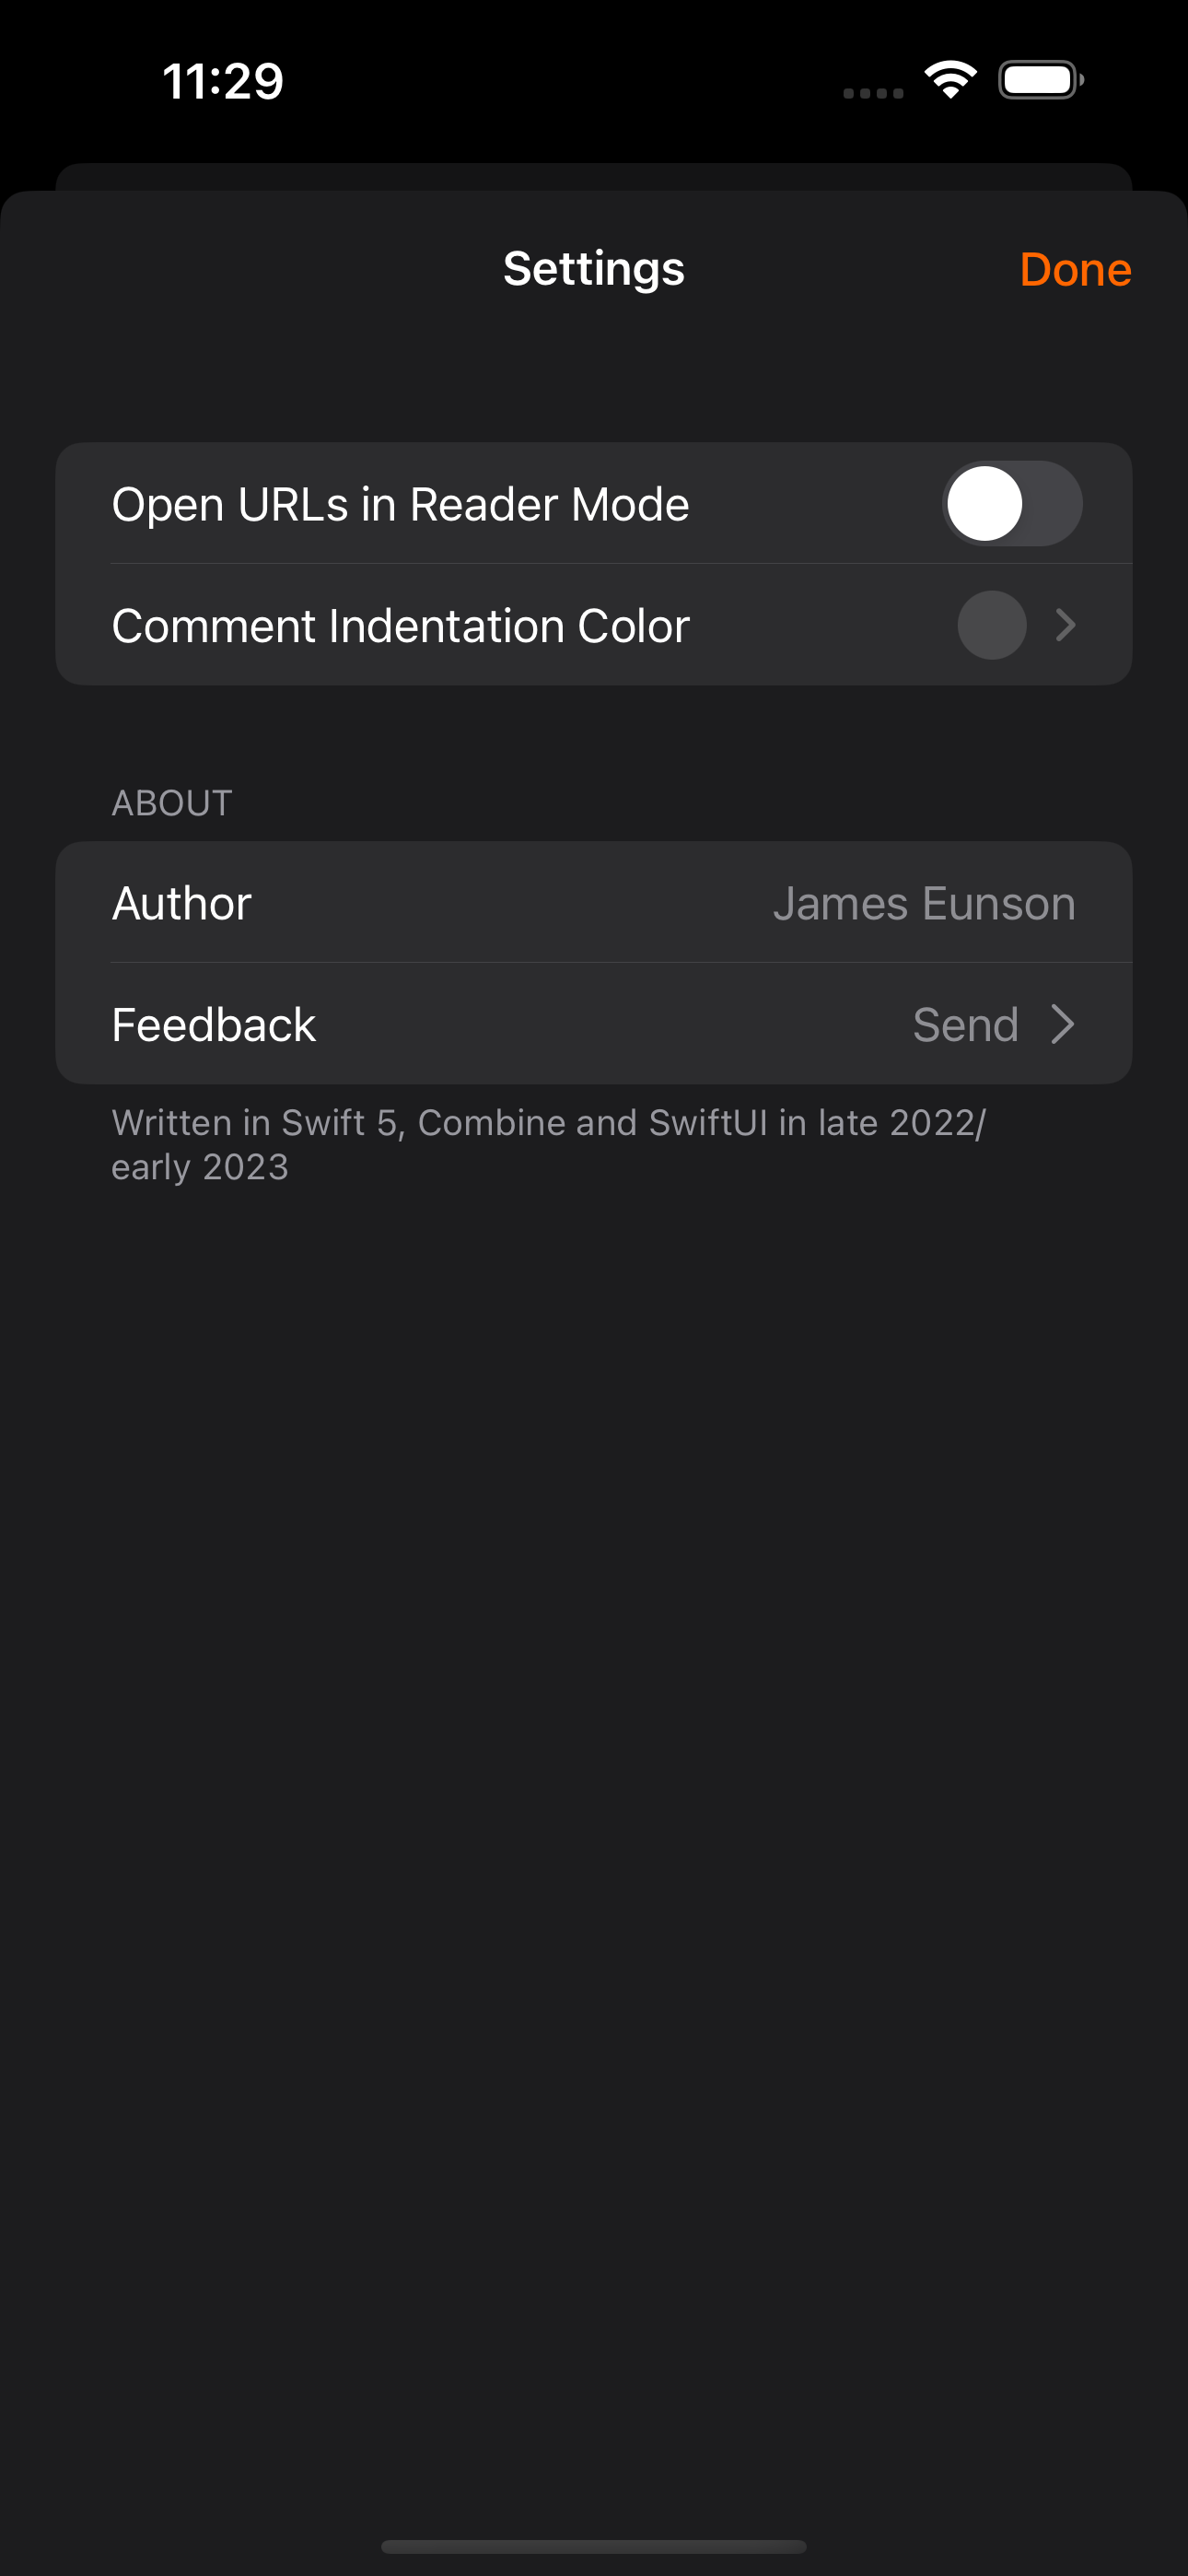 11:29
Settings
Done
Open URLs in Reader Mode
Comment Indentation Color
ABOUT
Author
James Eunson
Feedback
Send
Written in Swift 5, Combine and SwiftUI in late 2022/
early 2023